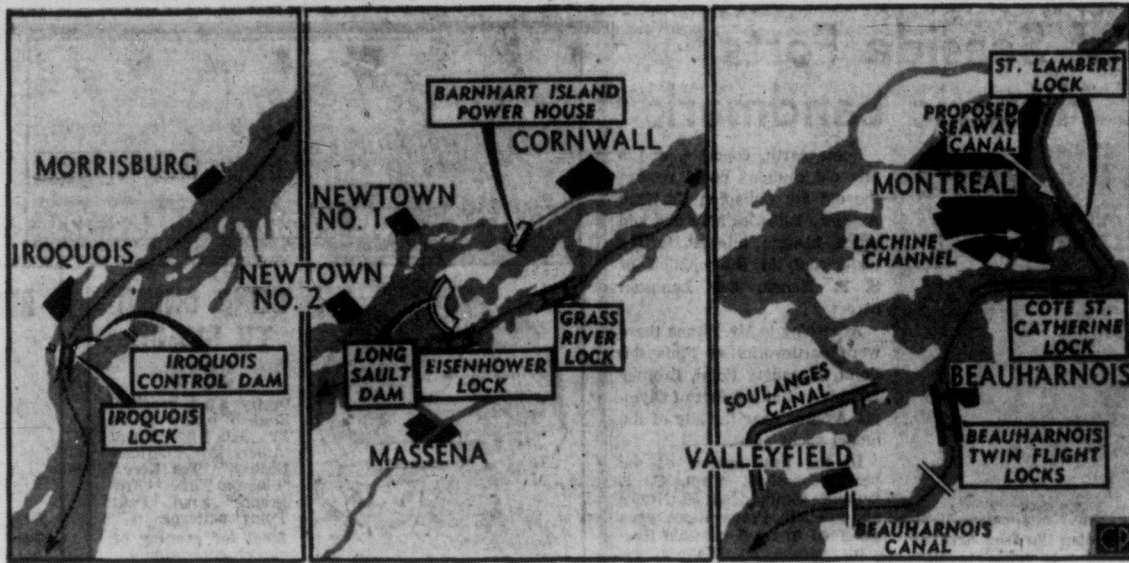 MORRISBURG
IROQUOIS
IROQUOIS
CONTROL DAM
IROQUOIS
LOCK
BARNHART ISLAND
POWER HOUSE
CORNWALL
NEWTOWN
NO. 1
NEWTOWN
NO. 2
LONG
SAULT
DAM
EISENHOWER
LOCK
GRASS
RIVER
LOCK
MASSENA
ST. LAMBERT
LOCK
PROPOSED
SEAWAY
CANAL
MONTREAL
LACHINE
CHANNEL
COTE ST.
CATHERINE
LOCK
BEAUHARNOIS
SOULANGES
CANAL
VALLEYFIELD
BEAUHARNOIS
TWIN FLIGHT
LOCKS
BEAUHARNOIS
CANAL
CP